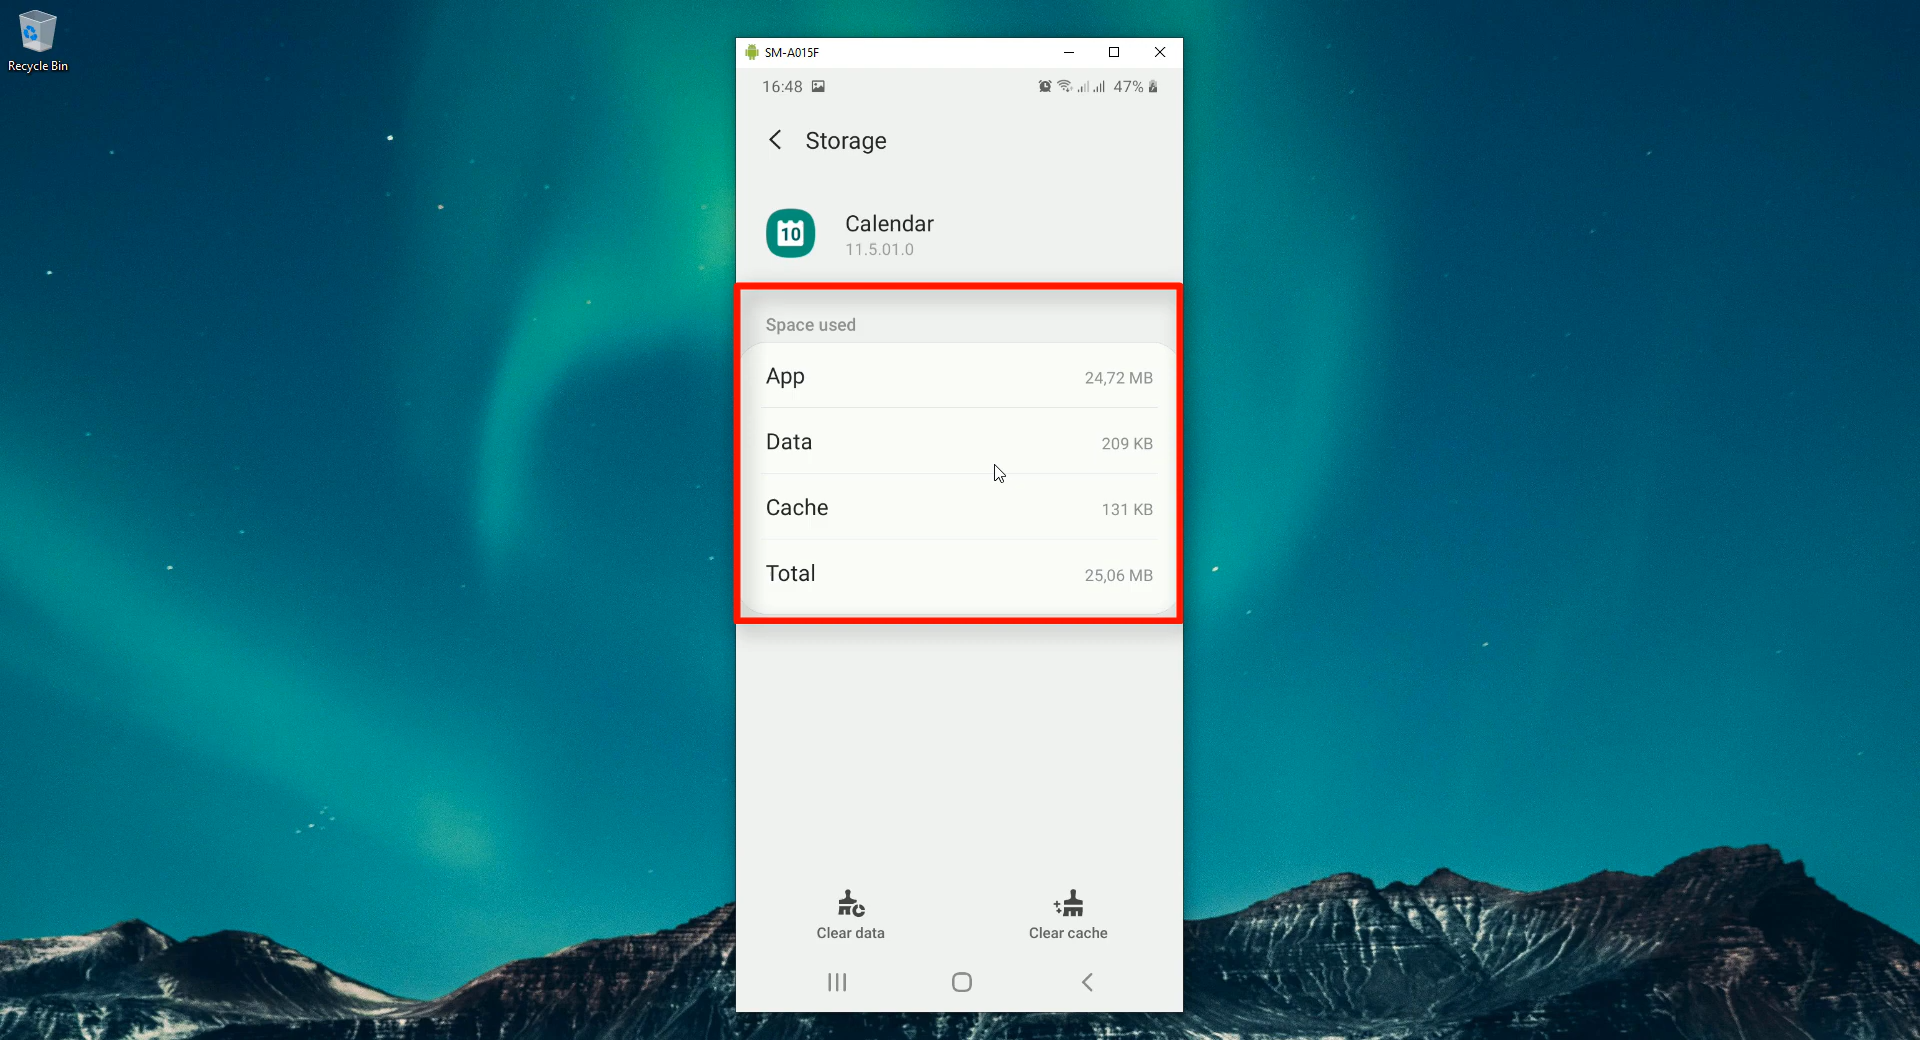 Recycle Bin
SM-A015F
16:48 47%
Storage
10
Calendar
11.5.01.0
Space used
App 24,72 MB
Data 209 KB
Cache 131 KB
Total 25,06 MB
Clear data Clear cache